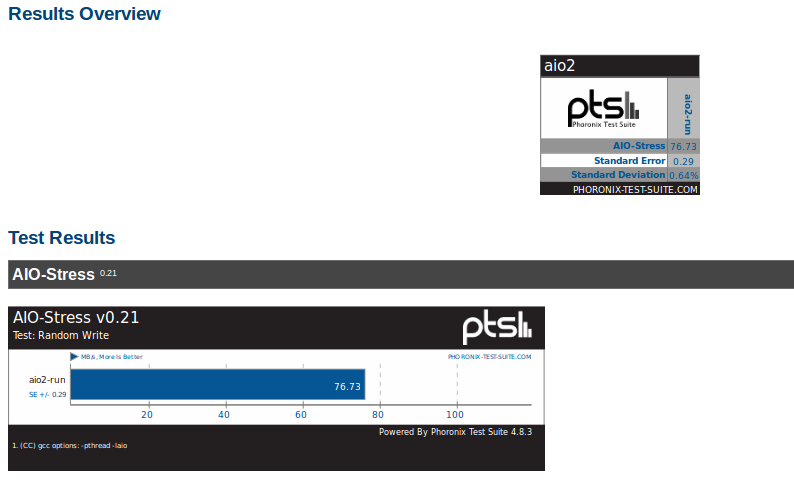 Results Overview
aio2
pts
Phoronix Test Suite
aio2-run
AIO-Stress 76.73
Standard Error 0.29
Standard Deviation 0.64%
PHORONIX-TEST-SUITE.COM
Test Results
AIO-Stress 0.21
AIO-Stress v0.21
Test: Random Write
pts
MB/s, More Is Better
PHORONIX-TEST-SUITE.COM
aio2-run
76.73
SE +/- 0.29
20 40 60 80 100
Powered By Phoronix Test Suite 4.8.3
1. (CC) gcc options: -pthread -laio